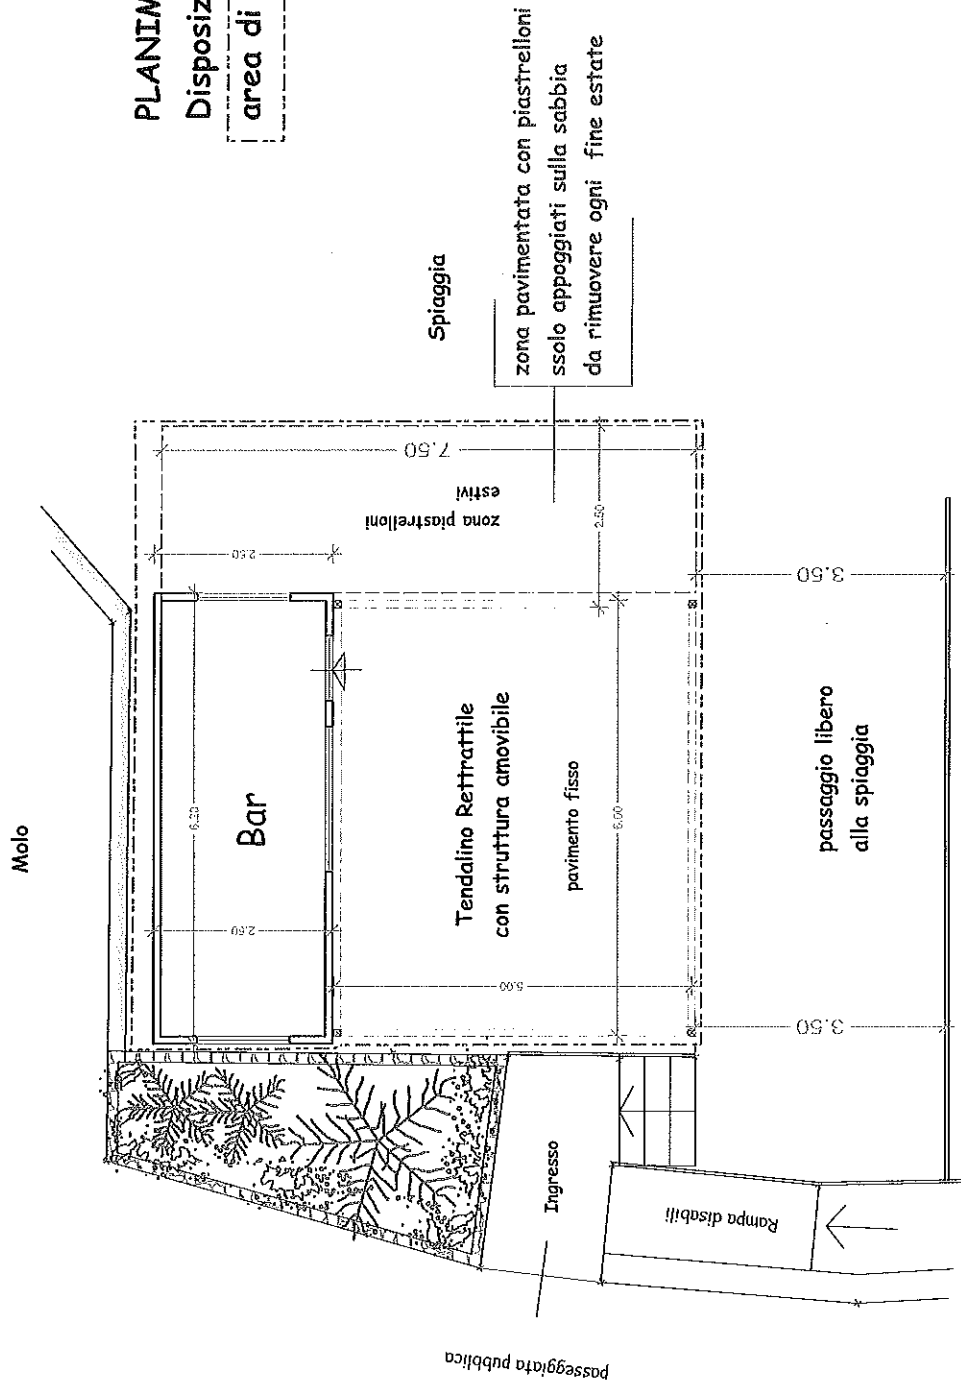 PLANIM
Disposiz
area di
Molo
Spiaggia
zona pavimentata con piastrelloni
ssolo appoggiati sulla sabbia
da rimuovere ogni fine estate
7.50
zona piastrelloni
estivi
2.50
2.50
6.20
Bar
2.50
Tendalino Rettrattile
con struttura amovibile
pavimento fisso
6.00
5.00
3.50
passaggio libero
alla spiaggia
3.50
Ingresso
Rampa disabili
passeggiata pubblica